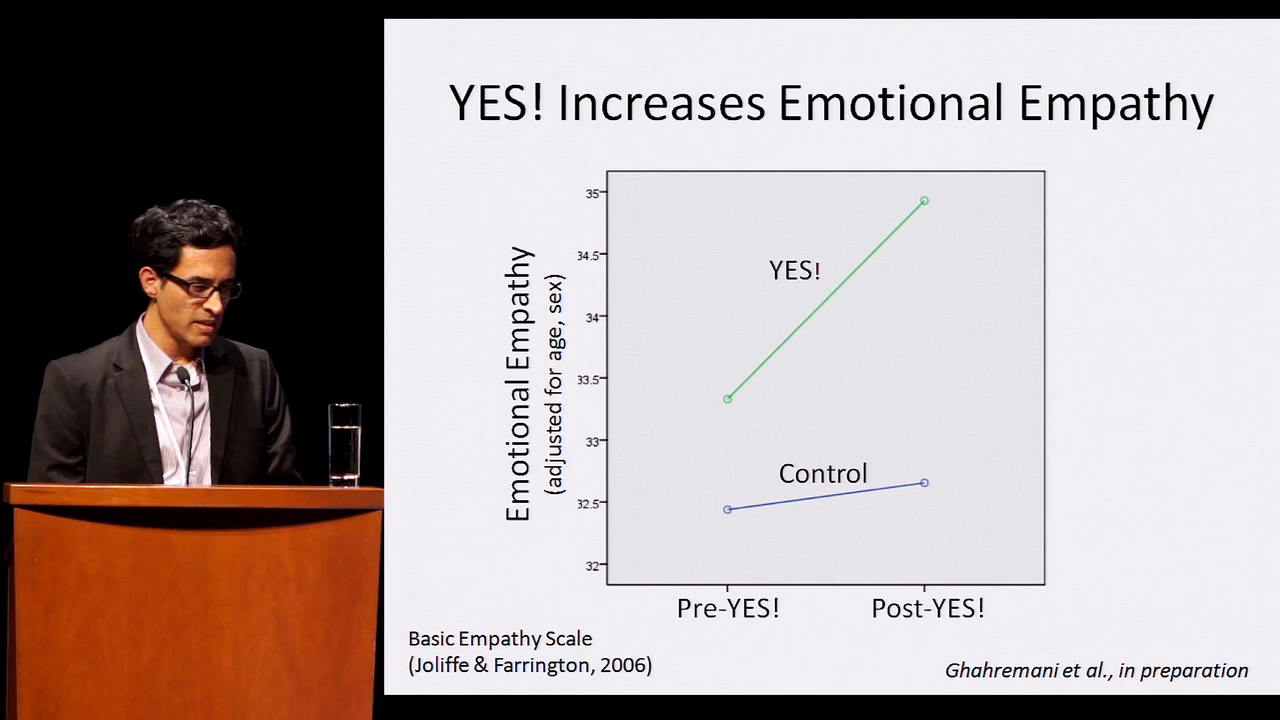 YES! Increases Emotional Empathy
Emotional Empathy
(adjusted for age, sex)
35
34.5
34
33.5
33
32.5
32
YES!
Control
Pre-YES!
Post-YES!
Basic Empathy Scale
(Joliffe & Farrington, 2006)
Ghahremani et al., in preparation